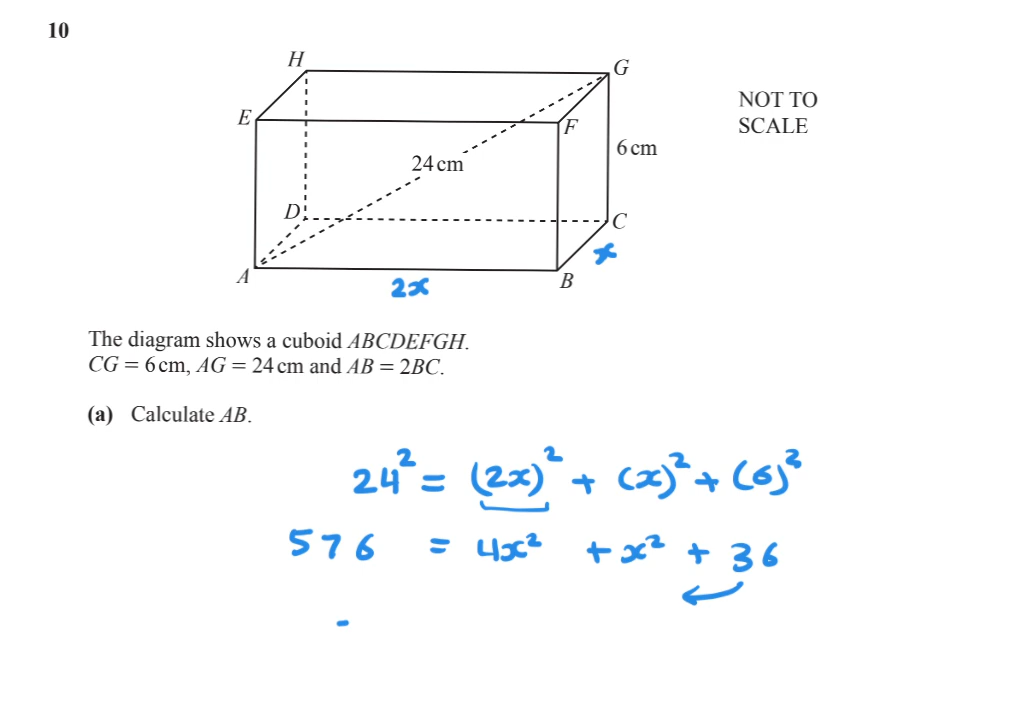 10
H
G
NOT TO
SCALE
E
F
6 cm
24 cm
D
C
x
A
B
2x
The diagram shows a cuboid ABCDEFGH.
CG = 6 cm, AG = 24 cm and AB = 2BC.
(a) Calculate AB.
24² = (2x)² + (x)² + (6)²
576 = 4x² + x² + 36
-